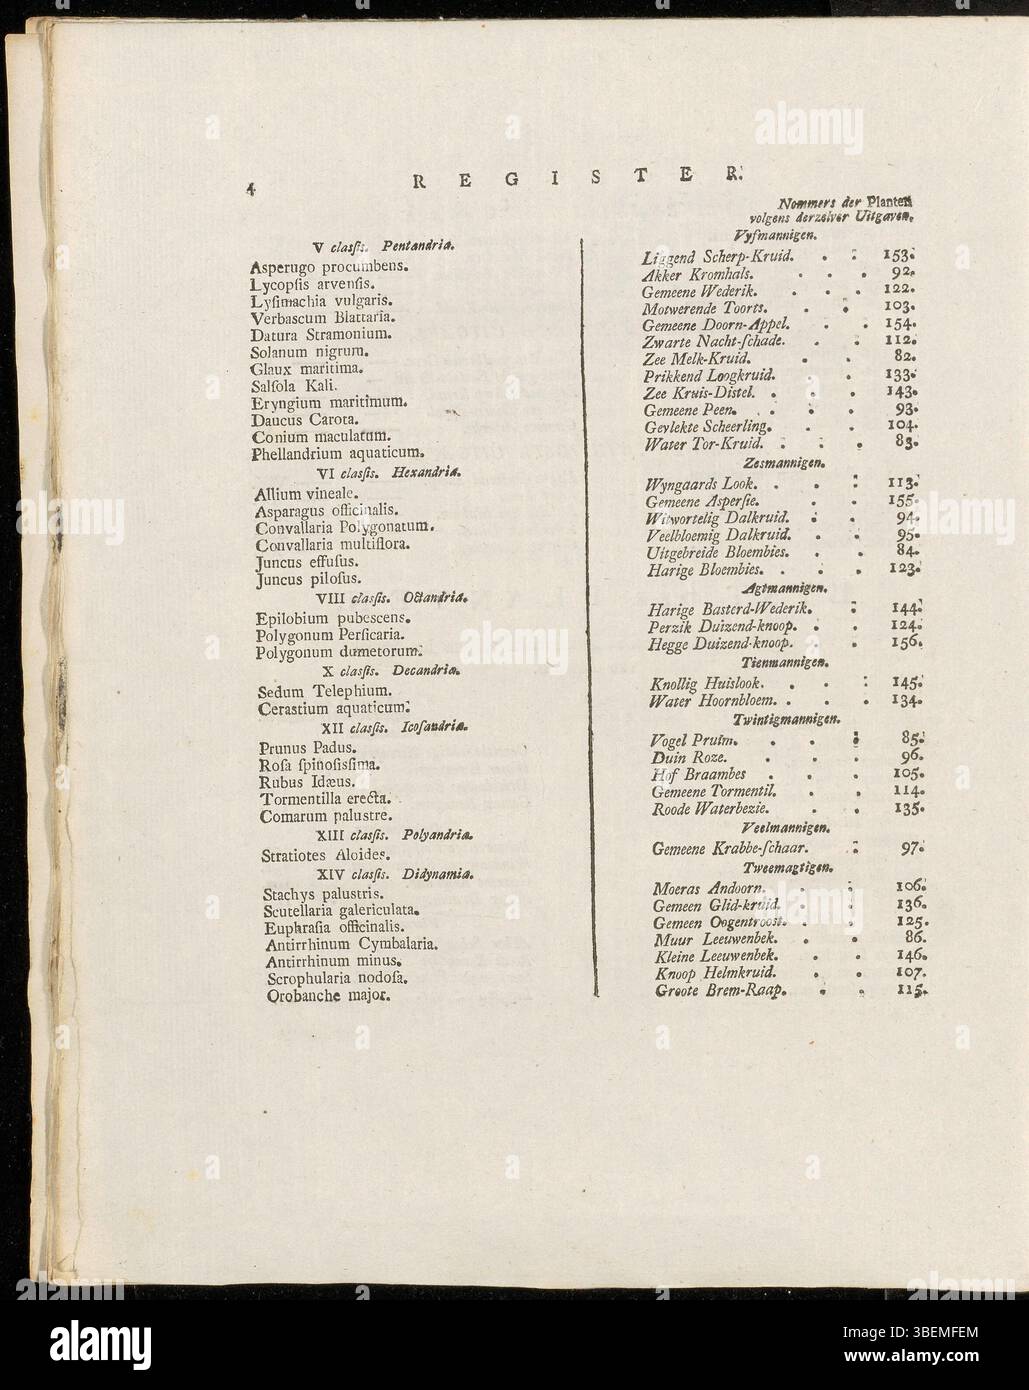 4
REGISTER.
Nommers der Planten
volgens derzelver Uitgaven.
V classis. Pentandria.
Asperugo procumbens.
Lycopſis arvenſis.
Lyſimachia vulgaris.
Verbascum Blattaria.
Datura Stramonium.
Solanum nigrum.
Glaux maritima.
Salſola Kali.
Eryngium maritimum.
Daucus Carota.
Conium maculatum.
Phellandrium aquaticum.
VI claſſis. Hexandria.
Allium vineale.
Asparagus officinalis.
Convallaria Polygonatum.
Convallaria multiflora.
Juncus effuſus.
Juncus piloſus.
VIII claſſis. Octandria.
Epilobium pubescens.
Polygonum Perſicaria.
Polygonum dumetorum.
X claſſis. Decandria.
Sedum Telephium.
Cerastium aquaticum.
XII claſſis. Icoſandria.
Prunus Padus.
Roſa ſpinoſisſima.
Rubus Idæus.
Tormentilla erecta.
Comarum palustre.
XIII claſſis. Polyandria.
Stratiotes Aloides.
XIV claſſis. Didynamia.
Stachys palustris.
Scutellaria galericulata.
Euphraſia officinalis.
Antirrhinum Cymbalaria.
Antirrhinum minus.
Scrophularia nodoſa.
Orobanche major.
Vyfmannigen.
Liggend Scherp-Kruid. . . 153.
Akker Kromhals. . . . 92.
Gemeene Wederik. . . . 122.
Motwerende Toorts. . . 103.
Gemeene Doorn-Appel. . . 154.
Zwarte Nacht-ſchade. . . 112.
Zee Melk-Kruid. . . 82.
Prikkend Loogkruid. . . 133.
Zee Kruis-Distel. . . . 143.
Gemeene Peen. . . . . 93.
Gevlekte Scheerling. . . 104.
Water Tor-Kruid. . . . 83.
Zesmannigen.
Wyngaards Look. . . . 113.
Gemeene Asperſie. . . 155.
Witwortelig Dalkruid. . . 94.
Veelbloemig Dalkruid. . . 95.
Uitgebreide Bloembies. . . 84.
Harige Bloembies. . . . 123.
Agtmannigen.
Harige Basterd-Wederik. . 144.
Perzik Duizend-knoop. . . 124.
Hegge Duizend-knoop. . . 156.
Tienmannigen.
Knollig Huislook. . . . 145.
Water Hoornbloem. . . . 134.
Twintigmannigen.
Vogel Pruim. . . . 85.
Duin Roze. . . . 96.
Hof Braambes . . . 105.
Gemeene Tormentil. . . 114.
Roode Waterbezie. . . 135.
Veelmannigen.
Gemeene Krabbe-ſchaar. . 97.
Tweemagtigen.
Moeras Andoorn. . . 106.
Gemeen Glid-kruid. . . 136.
Gemeen Oogentroost. . . 125.
Muur Leeuwenbek. . . 86.
Kleine Leeuwenbek. . . 146.
Knoop Helmkruid. . . 107.
Groote Brem-Raap. . . 115.
alamy
Image ID: 3BEMFEM
www.alamy.com